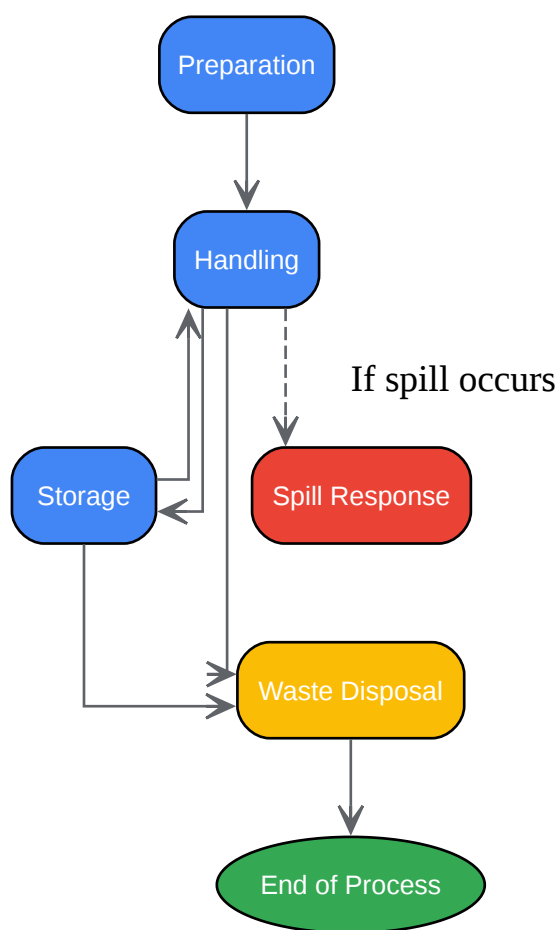 Preparation
Handling
If spill occurs
Storage
Spill Response
Waste Disposal
End of Process